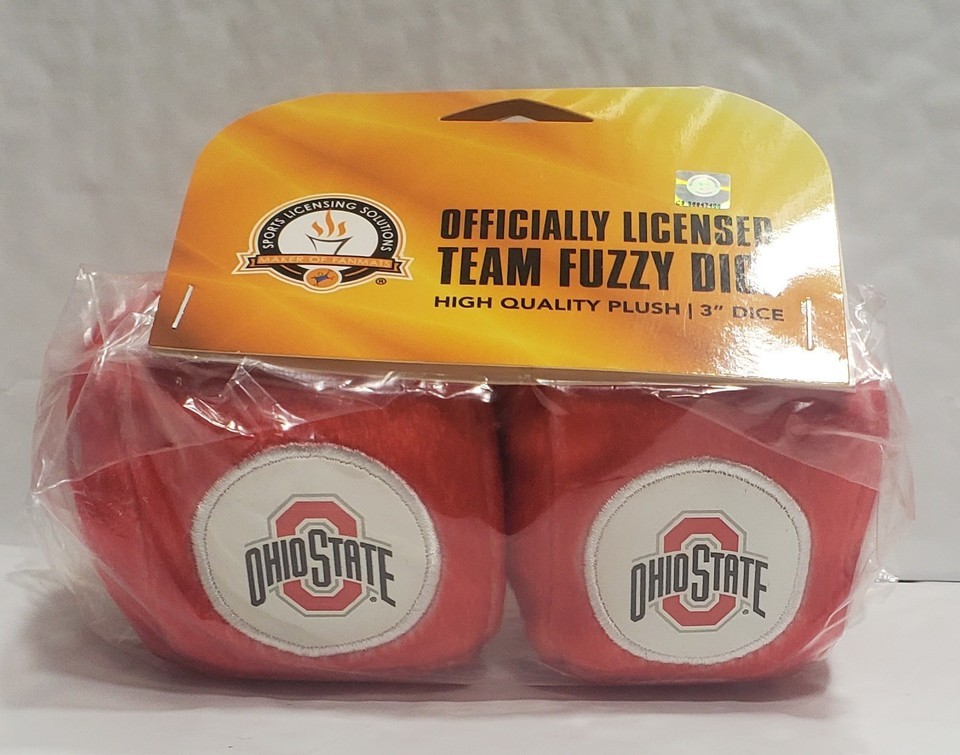 SPORTS LICENSING SOLUTIONS
MAKER OF FANMATS
®
OFFICIALLY LICENSED
TEAM FUZZY DICE
HIGH QUALITY PLUSH | 3" DICE
OHIO STATE
®
OHIO STATE
®